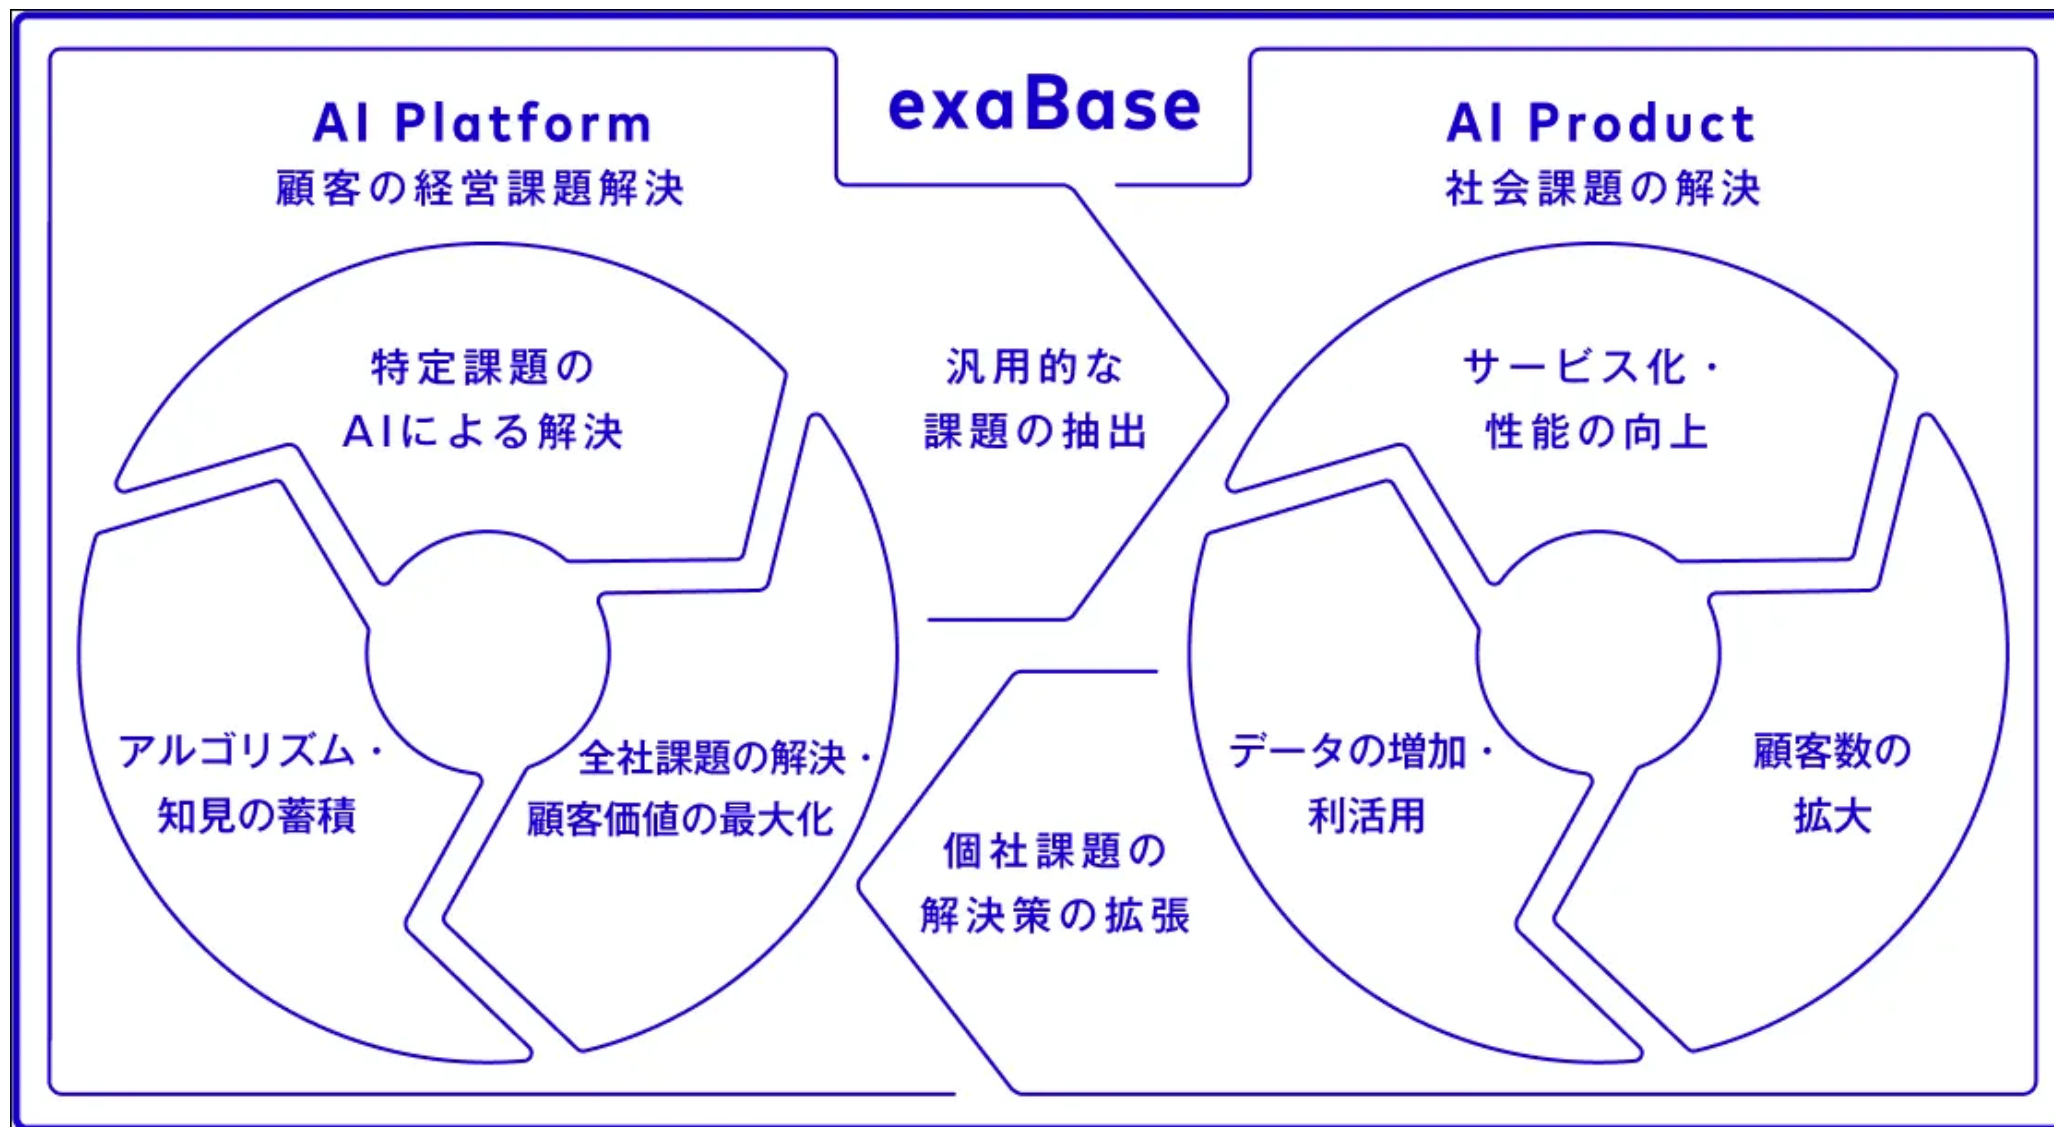 exaBase
AI Platform
顧客の経営課題解決
特定課題の
AIによる解決
アルゴリズム・
知見の蓄積
全社課題の解決・
顧客価値の最大化
汎用的な
課題の抽出
個社課題の
解決策の拡張
AI Product
社会課題の解決
サービス化・
性能の向上
データの増加・
利活用
顧客数の
拡大